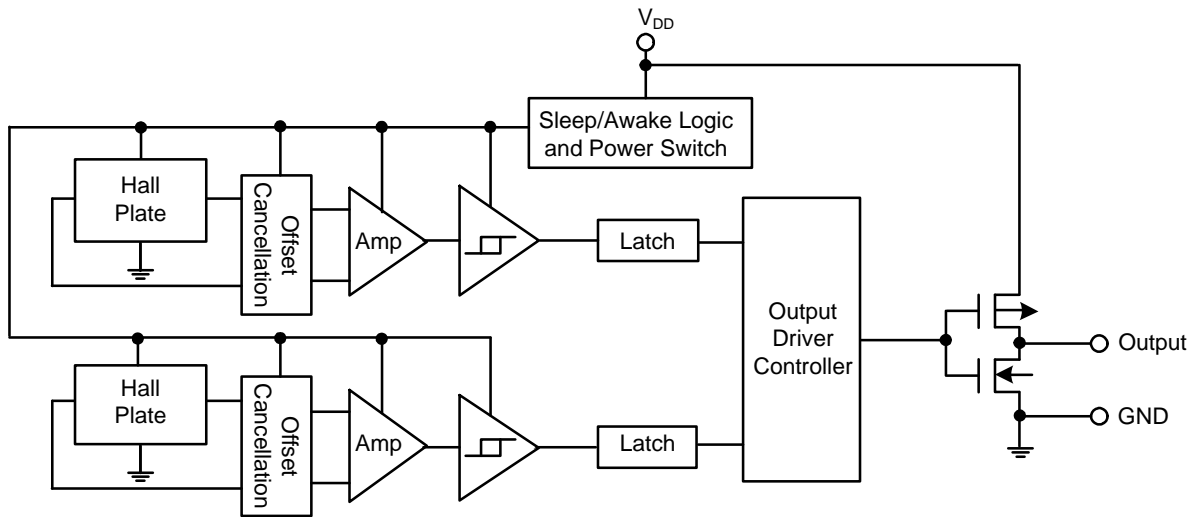 VDD
Sleep/Awake Logic
and Power Switch
Hall
Plate
Offset
Cancellation
Amp
Latch
Output
Driver
Controller
Output
GND
Hall
Plate
Offset
Cancellation
Amp
Latch